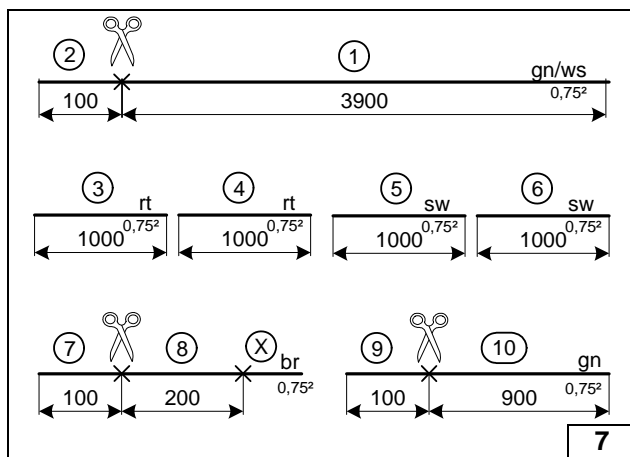 2 1 gn/ws
100 3900 0,75²
3 rt 4 rt 5 sw 6 sw
1000 0,75² 1000 0,75² 1000 0,75² 1000 0,75²
7 8 X br 9 10 gn
100 200 0,75² 100 900 0,75²
7